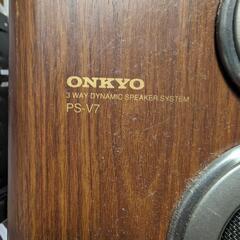 ONKYO
3 WAY DYNAMIC SPEAKER SYSTEM
PS-V7